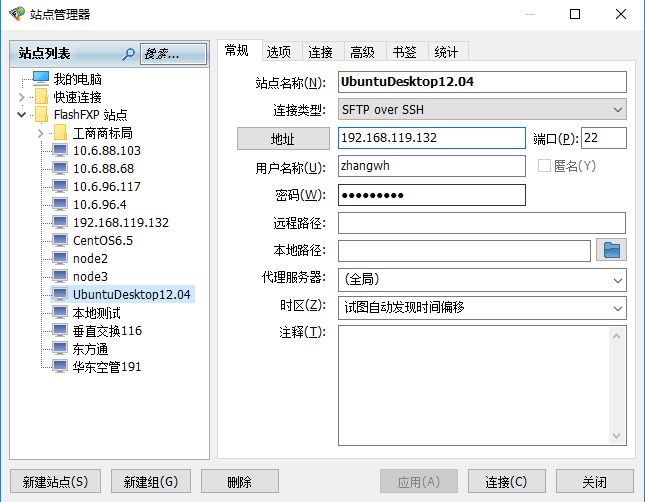 站点管理器
站点列表 搜索...
我的电脑
快速连接
FlashFXP 站点
工商商标局
10.6.88.103
10.6.88.68
10.6.96.117
10.6.96.4
192.168.119.132
CentOS6.5
node2
node3
UbuntuDesktop12.04
本地测试
垂直交换116
东方通
华东空管191
常规 选项 连接 高级 书签 统计
站点名称(N): UbuntuDesktop12.04
连接类型: SFTP over SSH
地址 192.168.119.132 端口(P): 22
用户名称(U): zhangwh 匿名(Y)
密码(W): ●●●●●●●●●
远程路径:
本地路径:
代理服务器: (全局)
时区(Z): 试图自动发现时间偏移
注释(T):
新建站点(S) 新建组(G) 删除 应用(A) 连接(C) 关闭